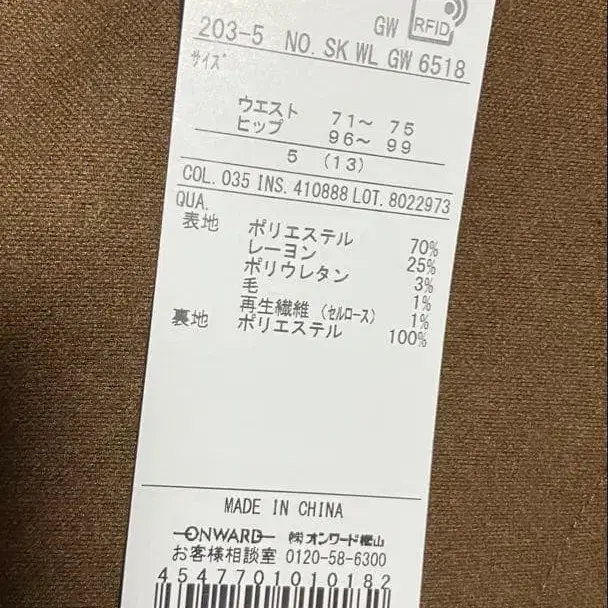 GW RFID
203-5 NO. SK WL GW 6518
サイズ
ウエスト 71〜 75
ヒップ 96〜 99
5 (13)
COL. 035 INS. 410888 LOT. 8022973
QUA.
表地 ポリエステル 70%
レーヨン 25%
ポリウレタン 3%
毛 1%
再生繊維 (セルロース) 1%
裏地 ポリエステル 100%
MADE IN CHINA
ONWARD ㈱オンワード樫山
お客様相談室 0120-58-6300
4547701010182